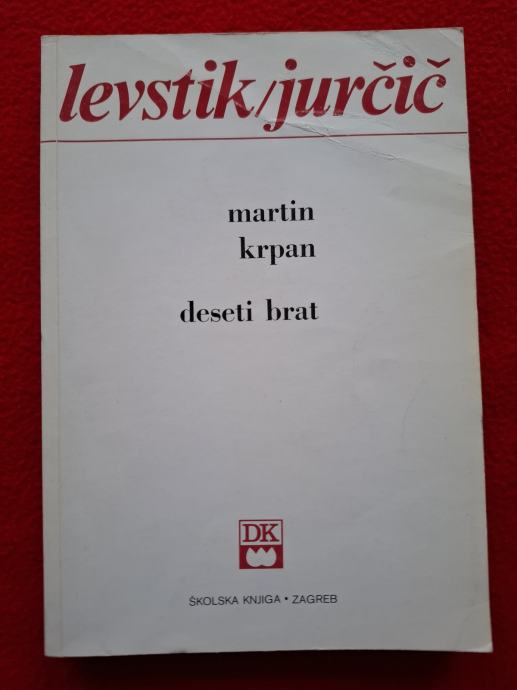 levstik/jurčič
martin
krpan
deseti brat
DK
ŠKOLSKA KNJIGA • ZAGREB